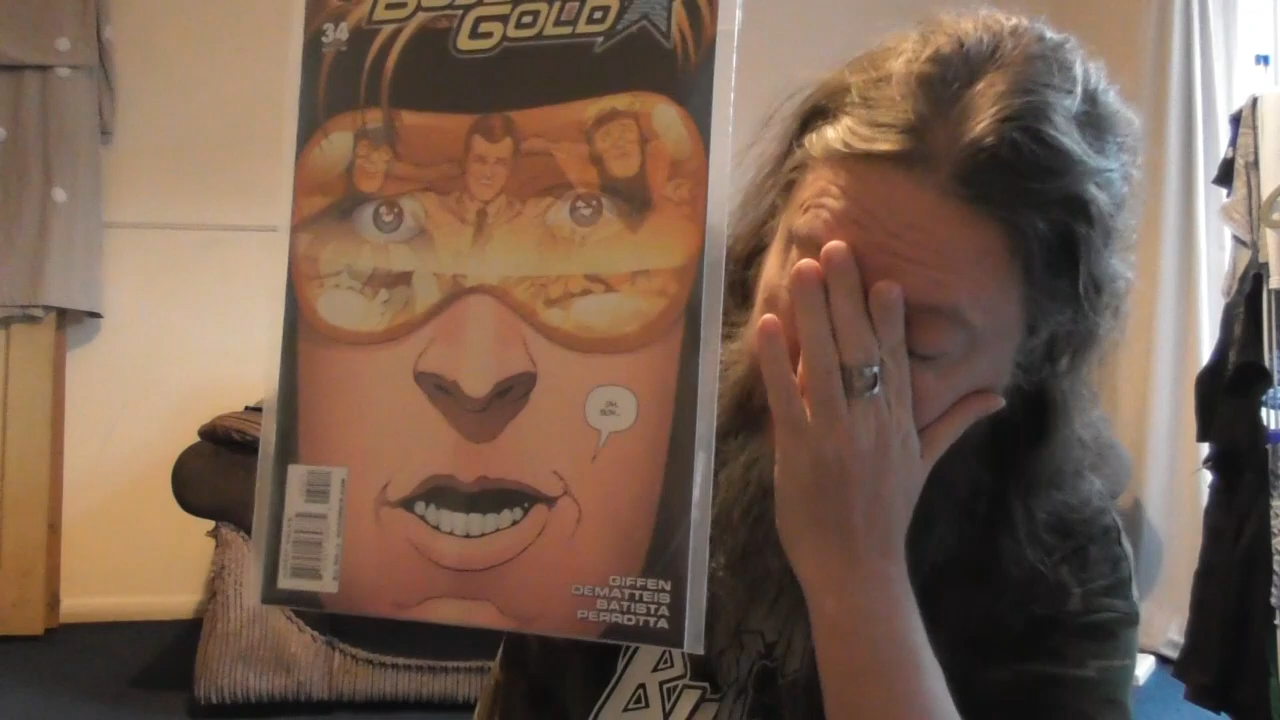 34
GOLD
OH,
BOY...
GIFFEN
DEMATTEIS
BATISTA
PERROTTA